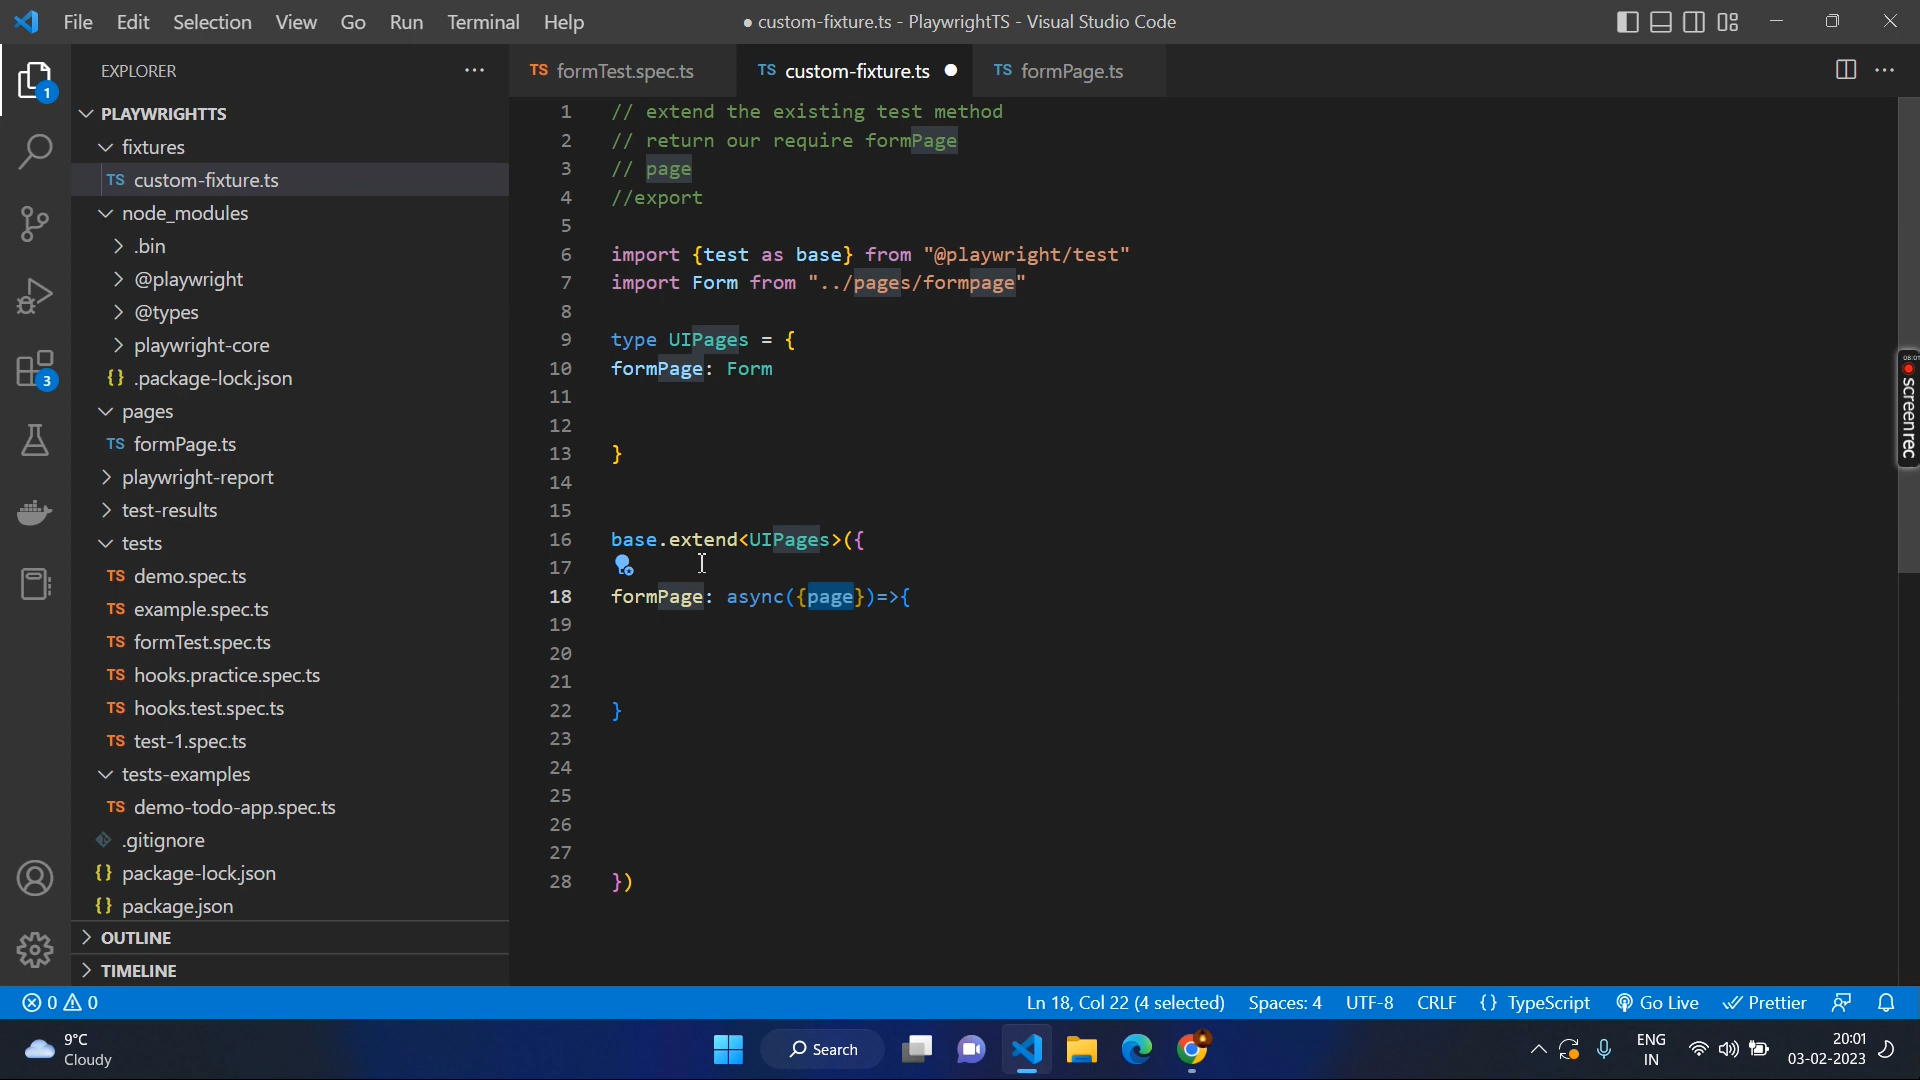 File Edit Selection View Go Run Terminal Help
● custom-fixture.ts - PlaywrightTS - Visual Studio Code
1
EXPLORER
PLAYWRIGHTTS
fixtures
TS custom-fixture.ts
node_modules
.bin
@playwright
@types
playwright-core
{} .package-lock.json
pages
TS formPage.ts
playwright-report
test-results
tests
TS demo.spec.ts
TS example.spec.ts
TS formTest.spec.ts
TS hooks.practice.spec.ts
TS hooks.test.spec.ts
TS test-1.spec.ts
tests-examples
TS demo-todo-app.spec.ts
.gitignore
{} package-lock.json
{} package.json
OUTLINE
TIMELINE
3
TS formTest.spec.ts TS custom-fixture.ts TS formPage.ts
1 // extend the existing test method
2 // return our require formPage
3 // page
4 //export
5
6 import {test as base} from "@playwright/test"
7 import Form from "../pages/formpage"
8
9 type UIPages = {
10 formPage: Form
11
12
13 }
14
15
16 base.extend<UIPages>({
17
18 formPage: async({page})=>{
19
20
21
22 }
23
24
25
26
27
28 })
screenrec
0 0
Ln 18, Col 22 (4 selected) Spaces: 4 UTF-8 CRLF {} TypeScript Go Live Prettier
9°C
Cloudy
Search
ENG
IN
20:01
03-02-2023